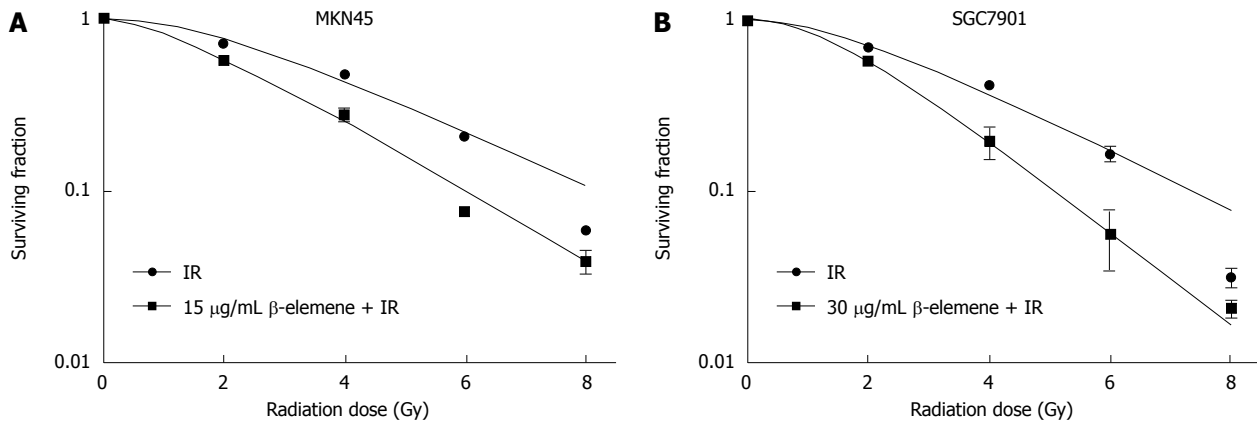 A
MKN45
1
0.1
0.01
Surviving fraction
IR
15 μg/mL β-elemene + IR
0 2 4 6 8
Radiation dose (Gy)
B
SGC7901
1
0.1
0.01
Surviving fraction
IR
30 μg/mL β-elemene + IR
0 2 4 6 8
Radiation dose (Gy)